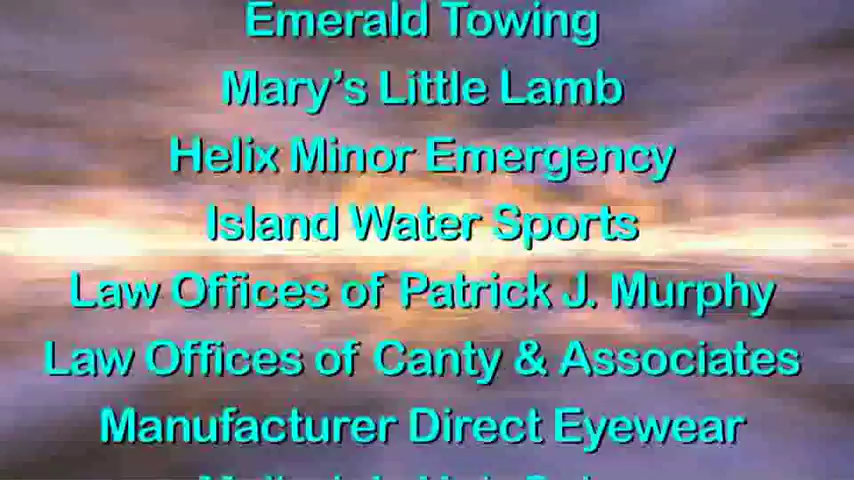 Emerald Towing
Mary's Little Lamb
Helix Minor Emergency
Island Water Sports
Law Offices of Patrick J. Murphy
Law Offices of Canty & Associates
Manufacturer Direct Eyewear